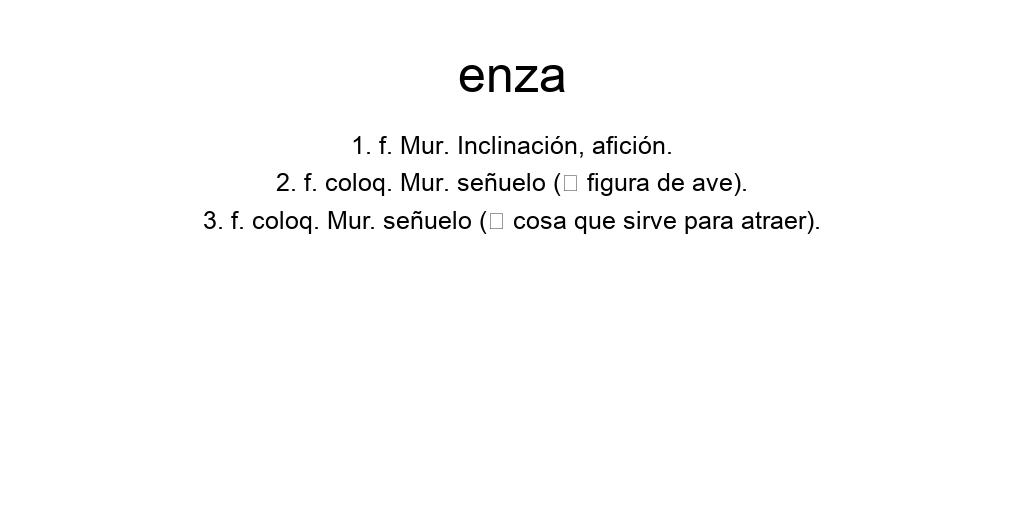 enza
1. f. Mur. Inclinación, afición.
2. f. coloq. Mur. señuelo (▯ figura de ave).
3. f. coloq. Mur. señuelo (▯ cosa que sirve para atraer).